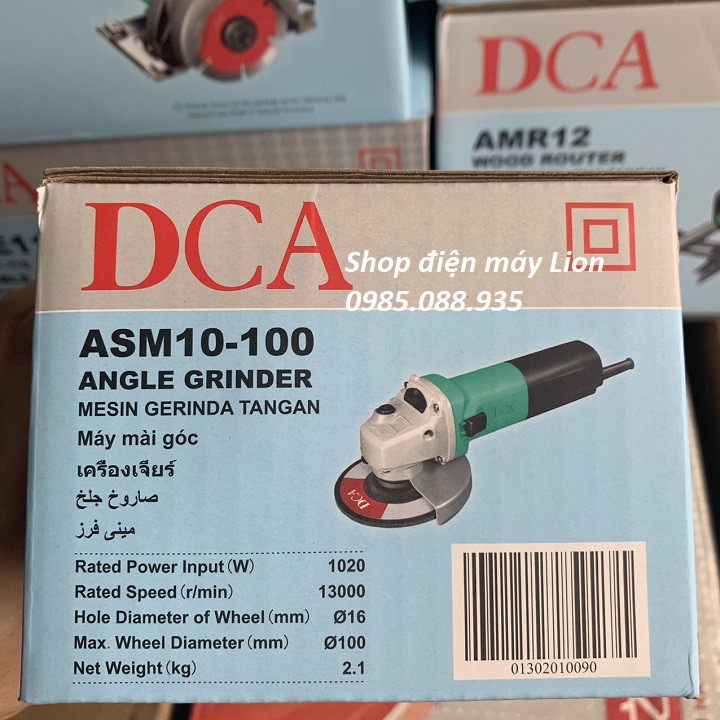 DCA
AMR12
WOOD ROUTER
DCA
Shop điện máy Lion
0985.088.935
ASM10-100
ANGLE GRINDER
MESIN GERINDA TANGAN
Máy mài góc
เครื่องเจียร์
صاروخ جلخ
مینی فرز
DCA
DCA
Rated Power Input(W) 1020
Rated Speed(r/min) 13000
Hole Diameter of Wheel(mm) Ø16
Max. Wheel Diameter(mm) Ø100
Net Weight(kg) 2.1
01302010090